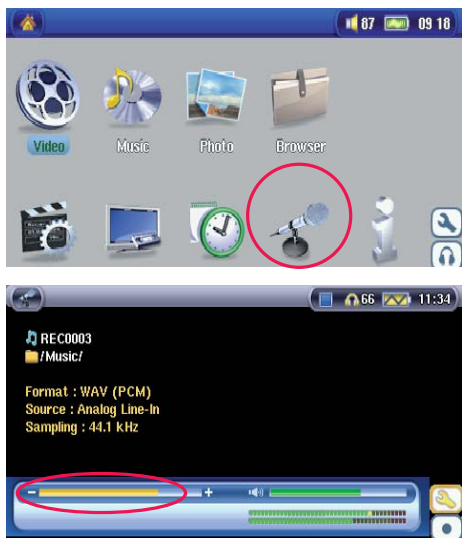 87 09 18
Video Music Photo Browser
66 11:34
REC0003
/Music/
Format : WAV (PCM)
Source : Analog Line-In
Sampling : 44.1 kHz
- +